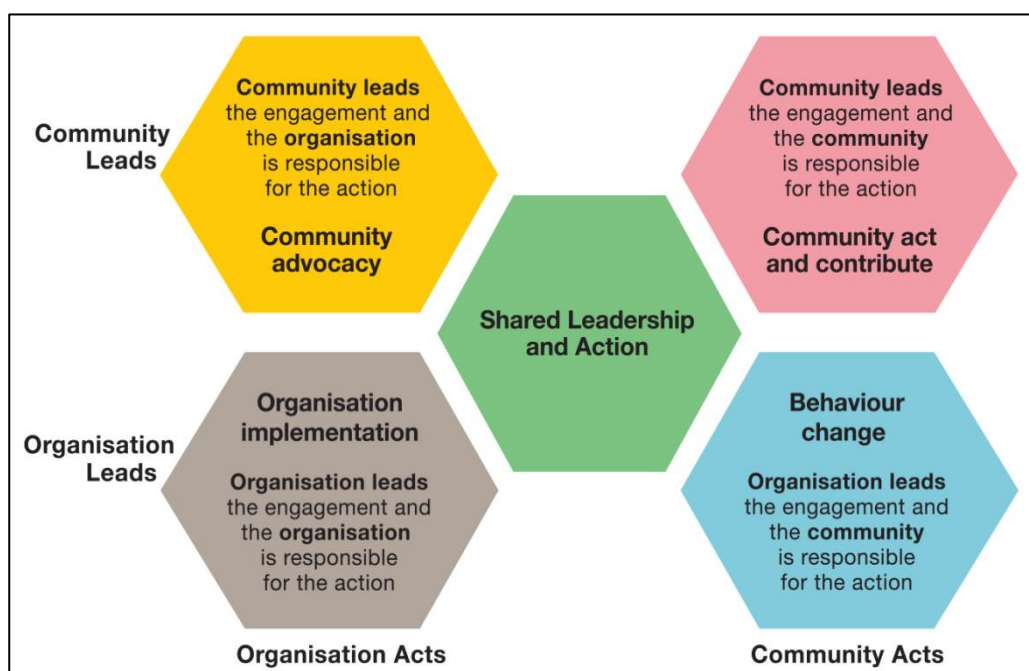 Community
Leads
Community leads
the engagement and
the organisation
is responsible
for the action
Community
advocacy
Community leads
the engagement and
the community
is responsible
for the action
Community act
and contribute
Shared Leadership
and Action
Organisation
Leads
Organisation
implementation
Organisation leads
the engagement and
the organisation
is responsible
for the action
Behaviour
change
Organisation leads
the engagement and
the community
is responsible
for the action
Organisation Acts
Community Acts